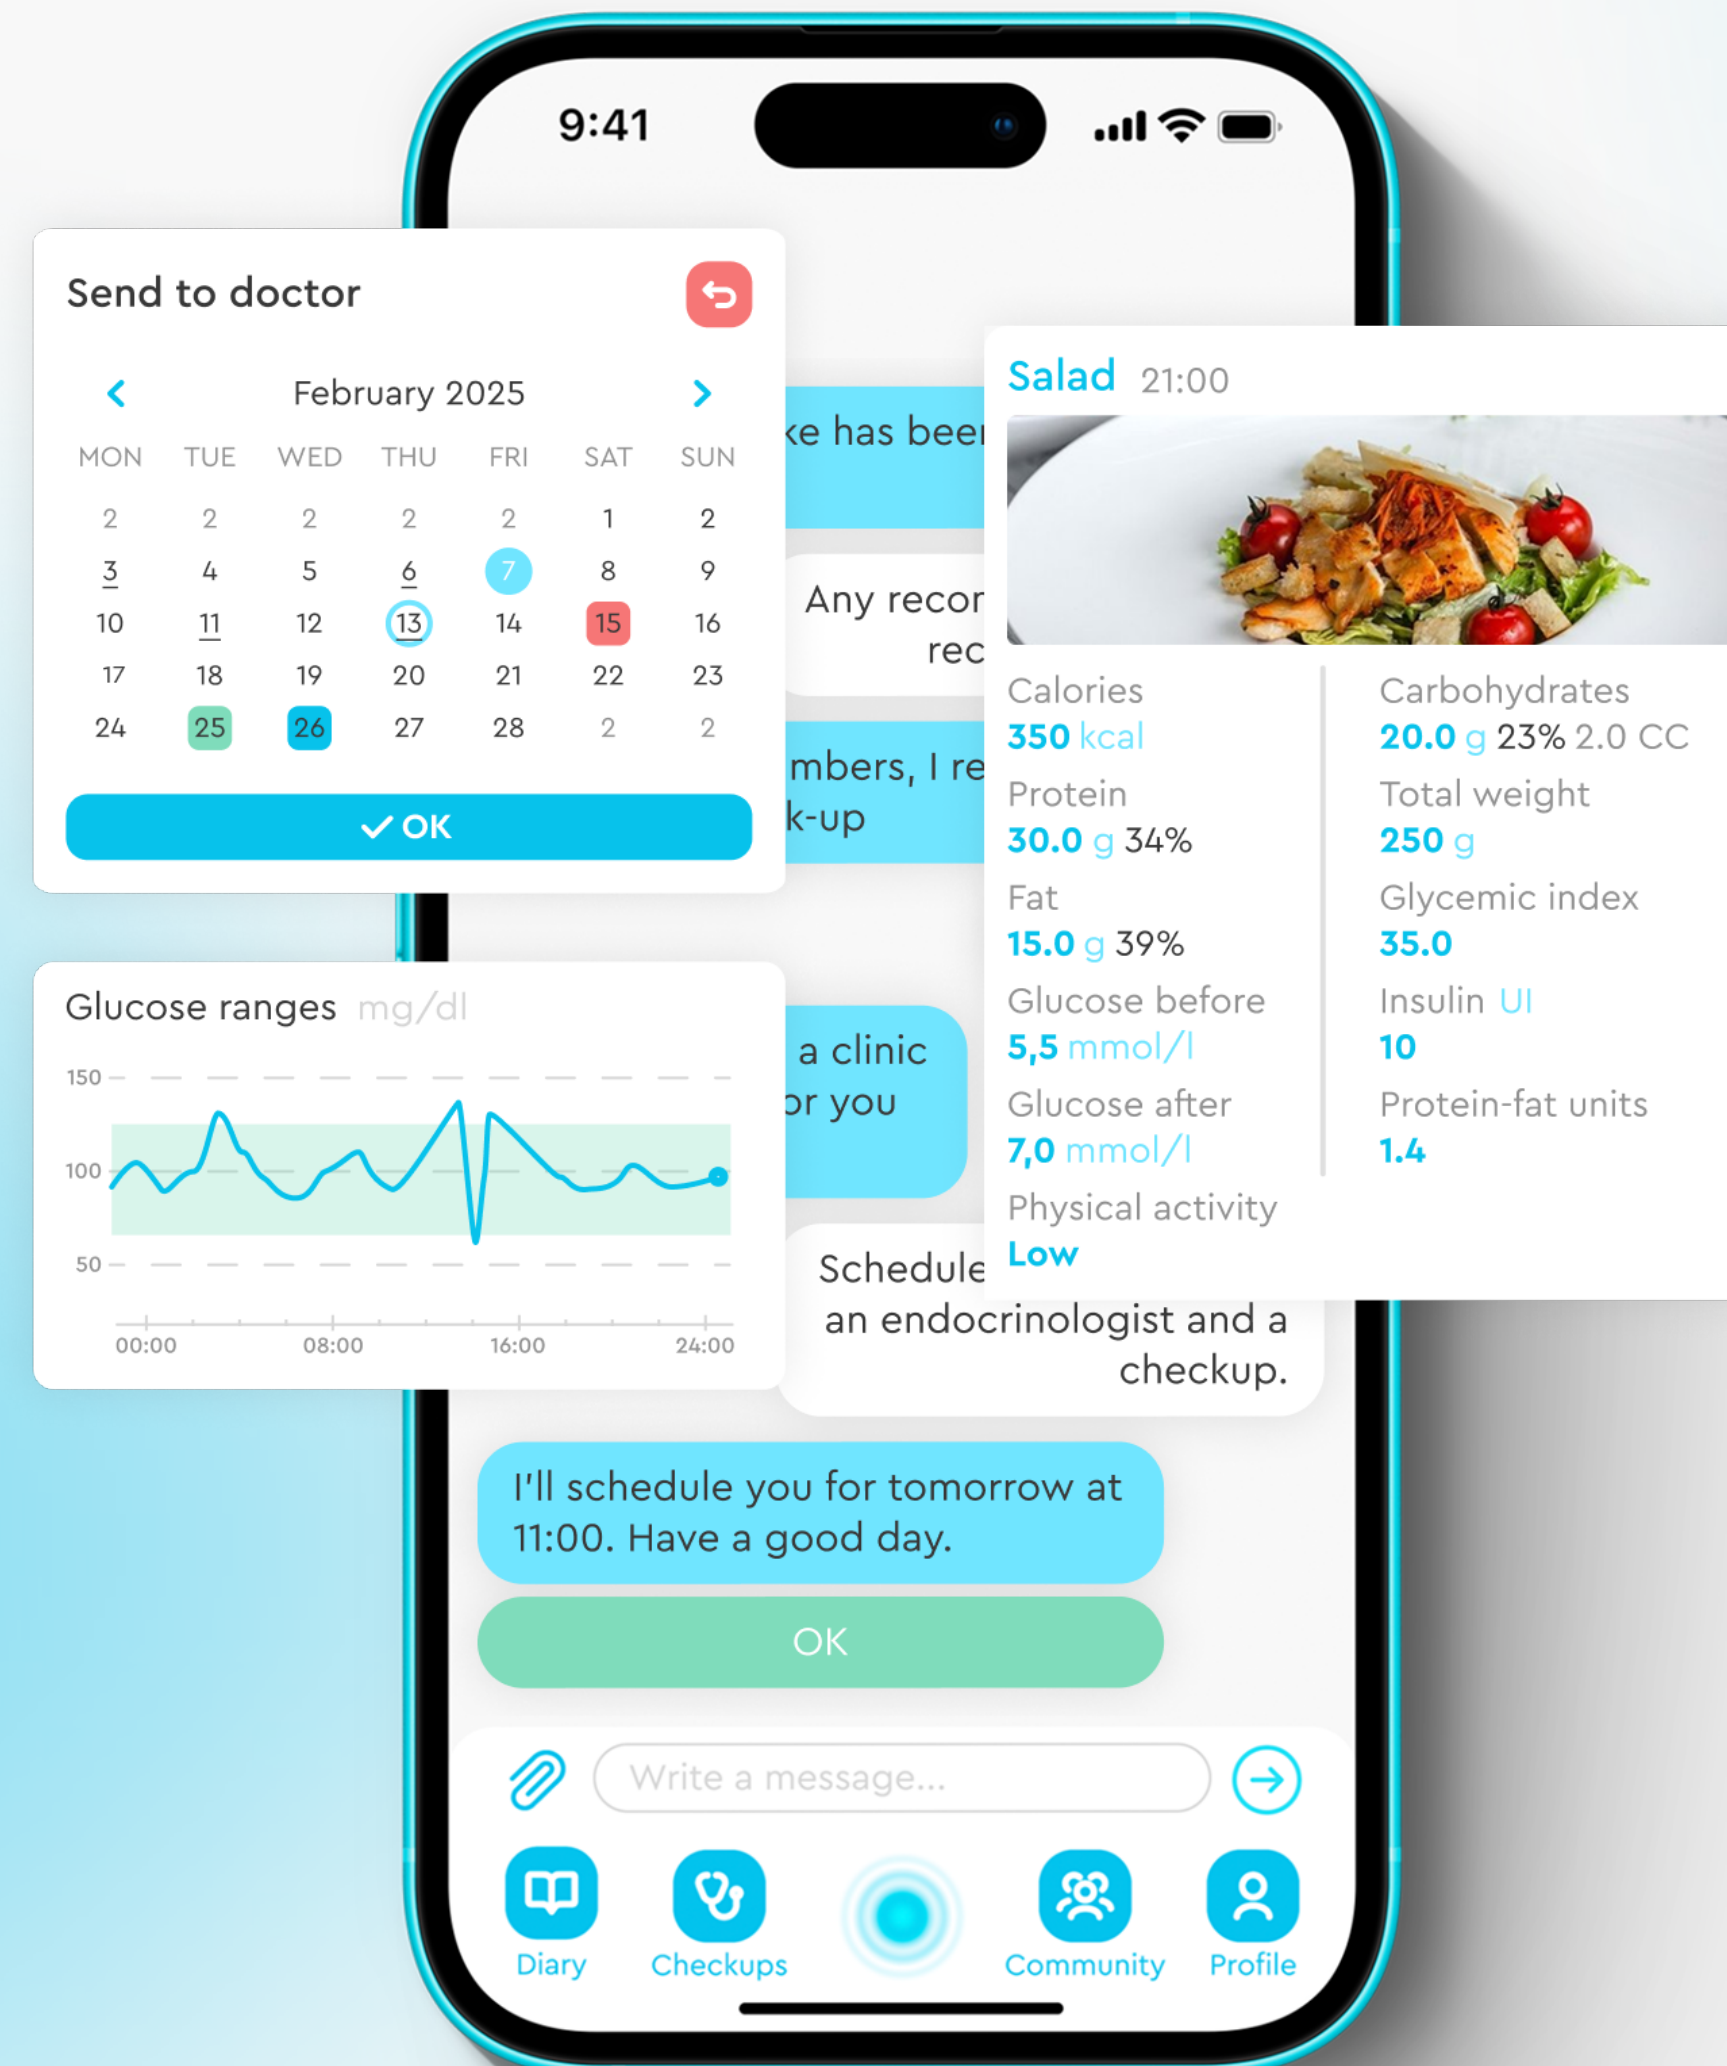 9:41
Send to doctor
February 2025
MON TUE WED THU FRI SAT SUN
2 2 2 2 2 1 2
3 4 5 6 7 8 9
10 11 12 13 14 15 16
17 18 19 20 21 22 23
24 25 26 27 28 2 2
OK
Glucose ranges mg/dl
150
100
50
00:00 08:00 16:00 24:00
has
Any
I
k-up
a clinic
you
Salad 21:00
Calories
350 kcal
Protein
30.0 g 34%
Fat
15.0 g 39%
Glucose before
5,5 mmol/l
Glucose after
7,0 mmol/l
Physical activity
Low
Carbohydrates
20.0 g 23% 2.0 CC
Total weight
250 g
Glycemic index
35.0
Insulin UI
10
Protein-fat units
1.4
Schedule
an endocrinologist and a
checkup.
I'll schedule you for tomorrow at
11:00. Have a good day.
OK
Write a message...
Diary Checkups Community Profile